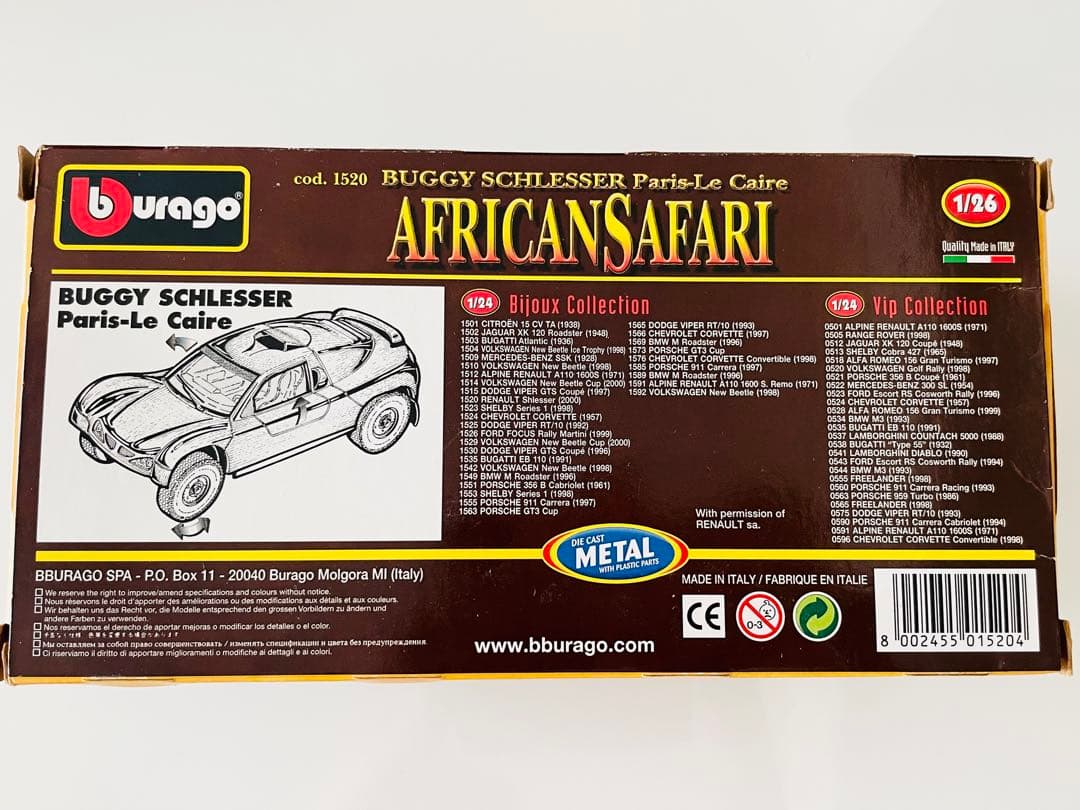 burago®
cod. 1520 BUGGY SCHLESSER Paris-Le Caire
AFRICANSAFARI
1/26
Quality Made in ITALY
BUGGY SCHLESSER
Paris-Le Caire
1/24 Bijoux Collection
1501 CITROËN 15 CV TA (1938)
1502 JAGUAR XK 120 Roadster (1948)
1503 BUGATTI Atlantic (1936)
1504 VOLKSWAGEN New Beetle Ice Trophy (1998)
1509 MERCEDES-BENZ SSK (1928)
1510 VOLKSWAGEN New Beetle (1998)
1512 ALPINE RENAULT A110 1600S (1971)
1514 VOLKSWAGEN New Beetle Cup (2000)
1515 DODGE VIPER GTS Coupé (1997)
1520 RENAULT Shlesser (2000)
1523 SHELBY Series 1 (1998)
1524 CHEVROLET CORVETTE (1957)
1525 DODGE VIPER RT/10 (1992)
1526 FORD FOCUS Rally Martini (1999)
1529 VOLKSWAGEN New Beetle Cup (2000)
1530 DODGE VIPER GTS Coupé (1996)
1535 BUGATTI EB 110 (1991)
1542 VOLKSWAGEN New Beetle (1998)
1549 BMW M Roadster (1996)
1551 PORSCHE 356 B Cabriolet (1961)
1553 SHELBY Series 1 (1998)
1555 PORSCHE 911 Carrera (1997)
1563 PORSCHE GT3 Cup
1565 DODGE VIPER RT/10 (1993)
1566 CHEVROLET CORVETTE (1997)
1569 BMW M Roadster (1996)
1573 PORSCHE GT3 Cup
1576 CHEVROLET CORVETTE Convertible (1998)
1585 PORSCHE 911 Carrera (1997)
1589 BMW M Roadster (1996)
1591 ALPINE RENAULT A110 1600 S. Remo (1971)
1592 VOLKSWAGEN New Beetle (1998)
1/24 Vip Collection
0501 ALPINE RENAULT A110 1600S (1971)
0505 RANGE ROVER (1998)
0512 JAGUAR XK 120 Coupé (1948)
0513 SHELBY Cobra 427 (1965)
0518 ALFA ROMEO 156 Gran Turismo (1997)
0520 VOLKSWAGEN Golf Rally (1998)
0521 PORSCHE 356 B Coupé (1961)
0522 MERCEDES-BENZ 300 SL (1954)
0523 FORD Escort RS Cosworth Rally (1996)
0524 CHEVROLET CORVETTE (1957)
0528 ALFA ROMEO 156 Gran Turismo (1999)
0534 BMW M3 (1993)
0535 BUGATTI EB 110 (1991)
0537 LAMBORGHINI COUNTACH 5000 (1988)
0538 BUGATTI "Type 55" (1932)
0541 LAMBORGHINI DIABLO (1990)
0543 FORD Escort RS Cosworth Rally (1994)
0544 BMW M3 (1993)
0555 FREELANDER (1998)
0560 PORSCHE 911 Carrera Racing (1993)
0563 PORSCHE 959 Turbo (1986)
0565 FREELANDER (1998)
0575 DODGE VIPER RT/10 (1993)
0590 PORSCHE 911 Carrera Cabriolet (1994)
0591 ALPINE RENAULT A110 1600S (1971)
0596 CHEVROLET CORVETTE Convertible (1998)
With permission of
RENAULT sa.
DIE CAST
METAL
WITH PLASTIC PARTS
BBURAGO SPA - P.O. Box 11 - 20040 Burago Molgora MI (Italy)
We reserve the right to improve/amend specifications and colours without notice.
Nous réservons le droit d'apporter des améliorations ou des modifications aux détails et aux couleurs.
Wir behalten uns das Recht vor, die Modelle entsprechend den grossen Vorbildern zu ändern und
andere Farben zu verwenden.
Nos reservamos el derecho de aportar mejoras o modificar los detalles o el color.
Мы оставляем за собой право совершенствовать / изменять спецификации и цвета без предупреждения.
Ci riserviamo il diritto di apportare miglioramenti o modifiche ai dettagli e ai colori.
www.bburago.com
MADE IN ITALY / FABRIQUE EN ITALIE
CE
0-3
8 002455 015204